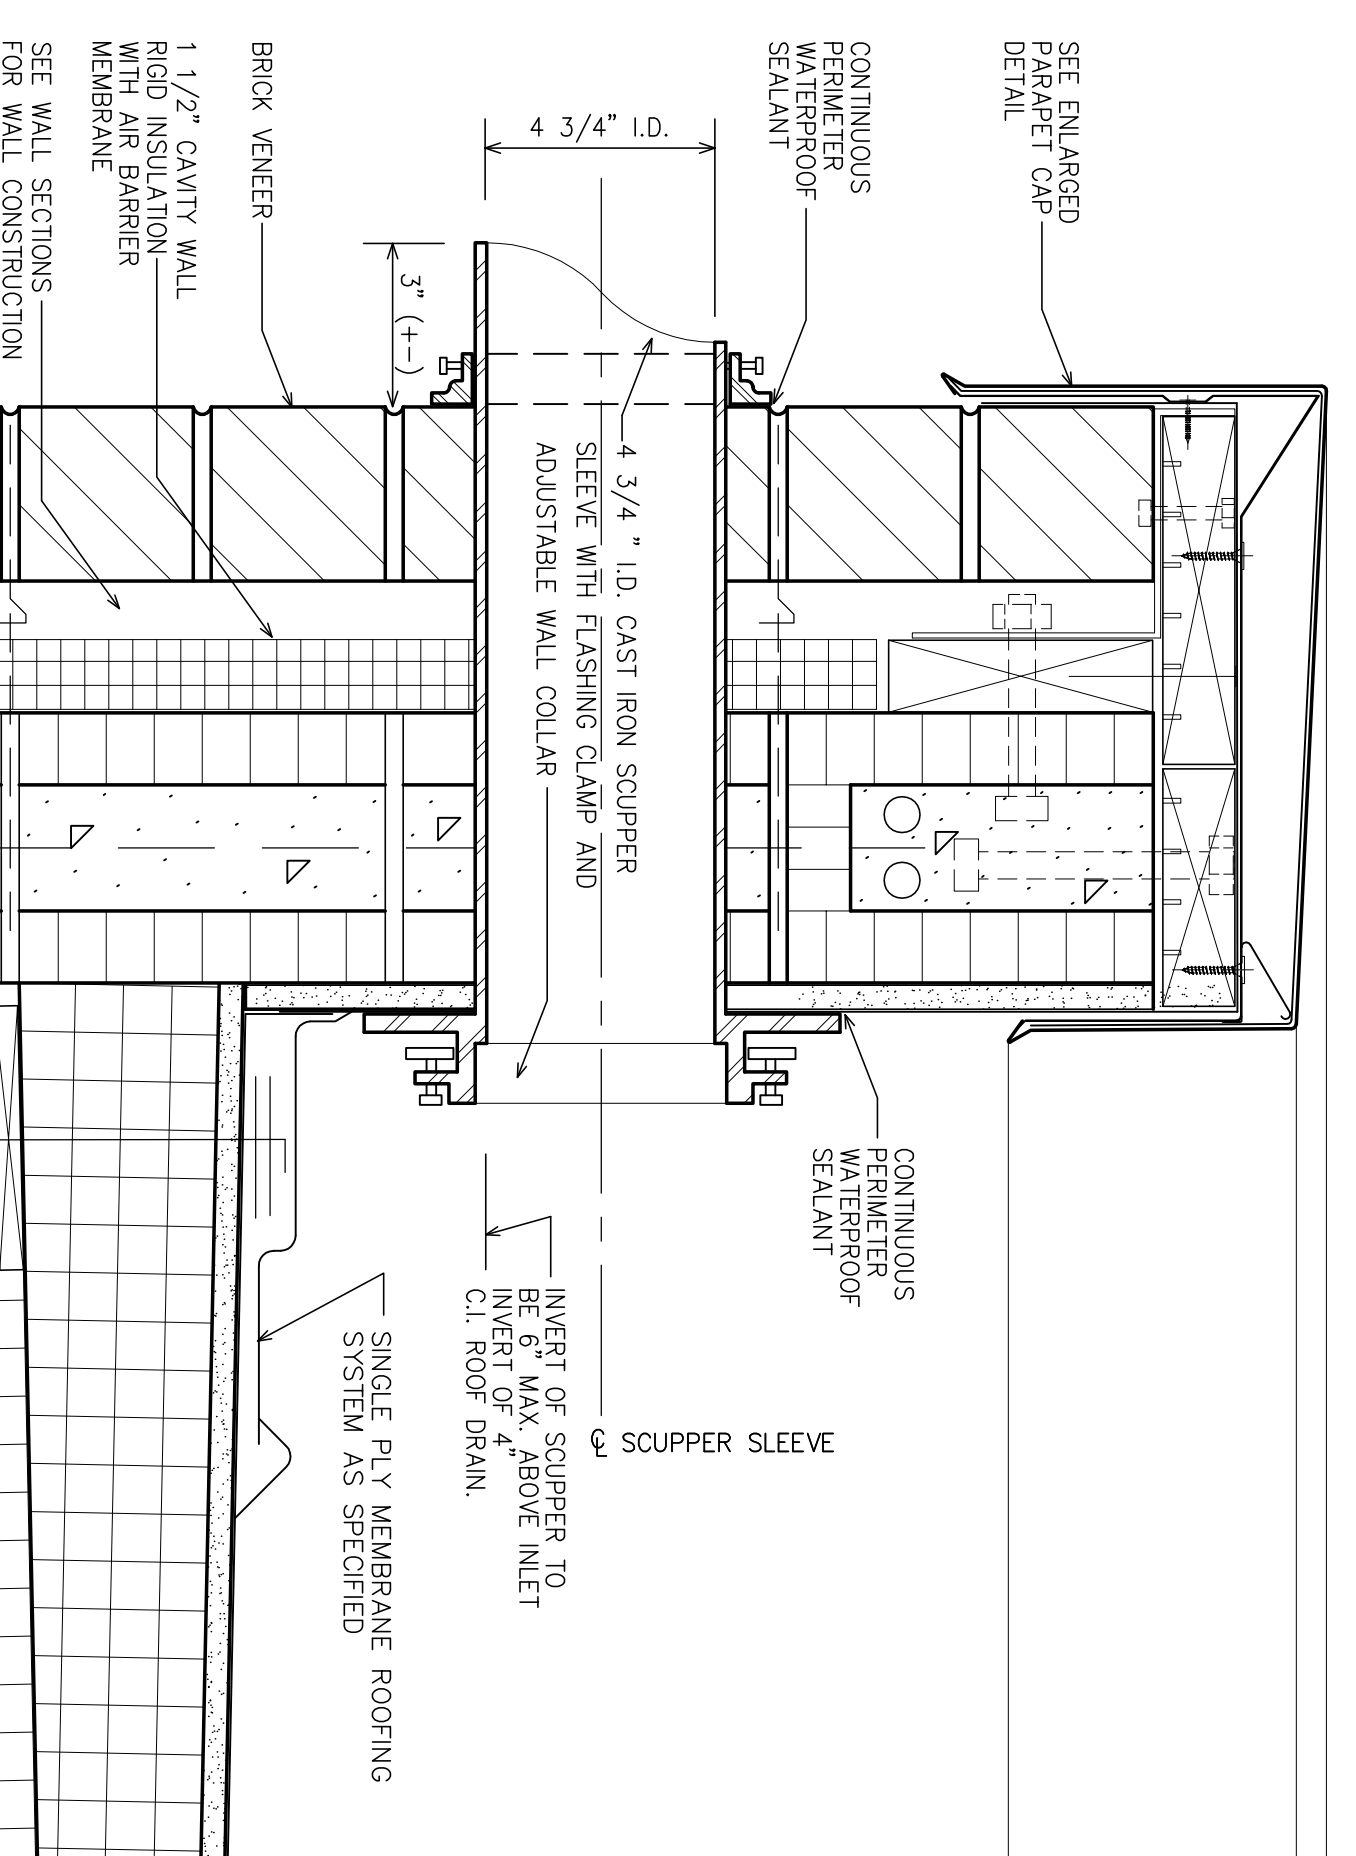 SEE ENLARGED
PARAPET CAP
DETAIL
CONTINUOUS
PERIMETER
WATERPROOF
SEALANT
4 3/4" I.D.
3" (+-)
BRICK VENEER
1 1/2" CAVITY WALL
RIGID INSULATION
WITH AIR BARRIER
MEMBRANE
SEE WALL SECTIONS
FOR WALL CONSTRUCTION
4 3/4 " I.D. CAST IRON SCUPPER
SLEEVE WITH FLASHING CLAMP AND
ADJUSTABLE WALL COLLAR
CONTINUOUS
PERIMETER
WATERPROOF
SEALANT
℄ SCUPPER SLEEVE
INVERT OF SCUPPER TO
BE 6" MAX. ABOVE INLET
INVERT OF 4"
C.I. ROOF DRAIN.
SINGLE PLY MEMBRANE ROOFING
SYSTEM AS SPECIFIED